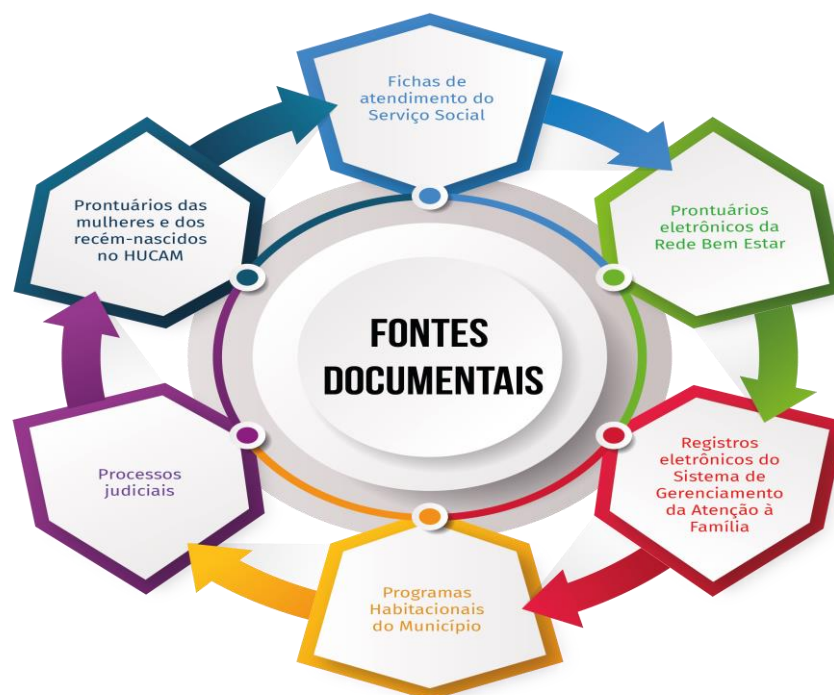 FONTES
DOCUMENTAIS
Fichas de
atendimento do
Serviço Social
Prontuários
eletrônicos da
Rede Bem Estar
Registros
eletrônicos do
Sistema de
Gerenciamento
da Atenção à
Família
Programas
Habitacionais
do Município
Processos
judiciais
Prontuários das
mulheres e dos
recém-nascidos
no HUCAM